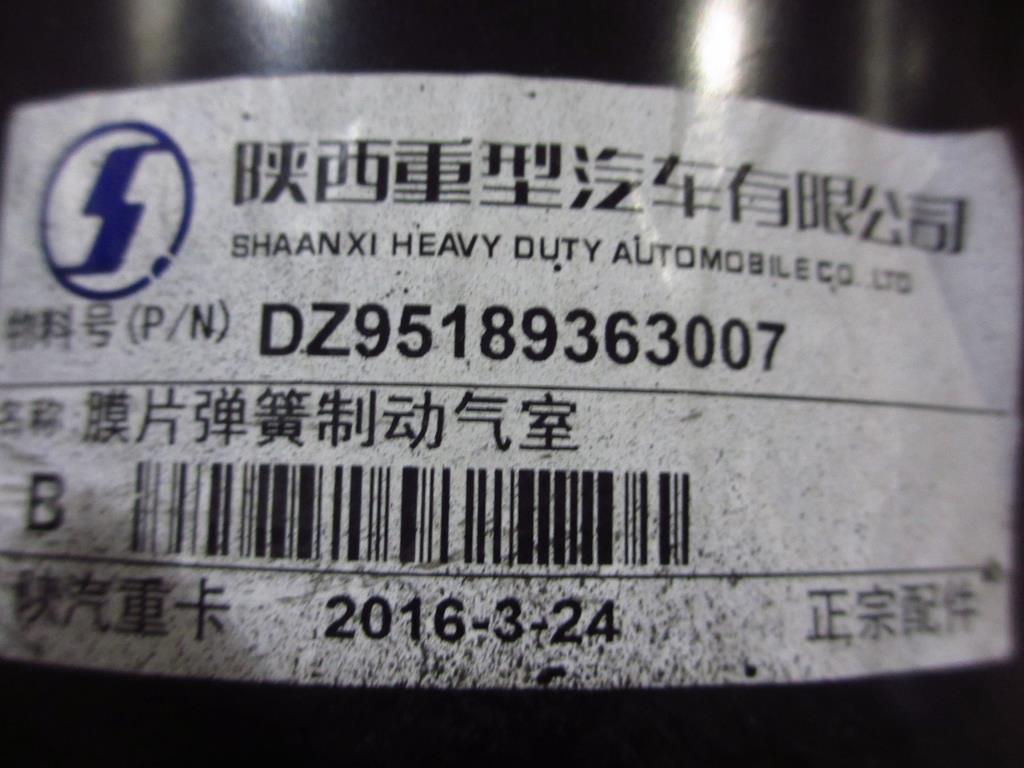 陕西重型汽车有限公司
SHAANXI HEAVY DUTY AUTOMOBILE CO.,LTD
物料号(P/N) DZ95189363007
名称: 膜片弹簧制动气室
B
陕汽重卡 2016-3-24 正宗配件